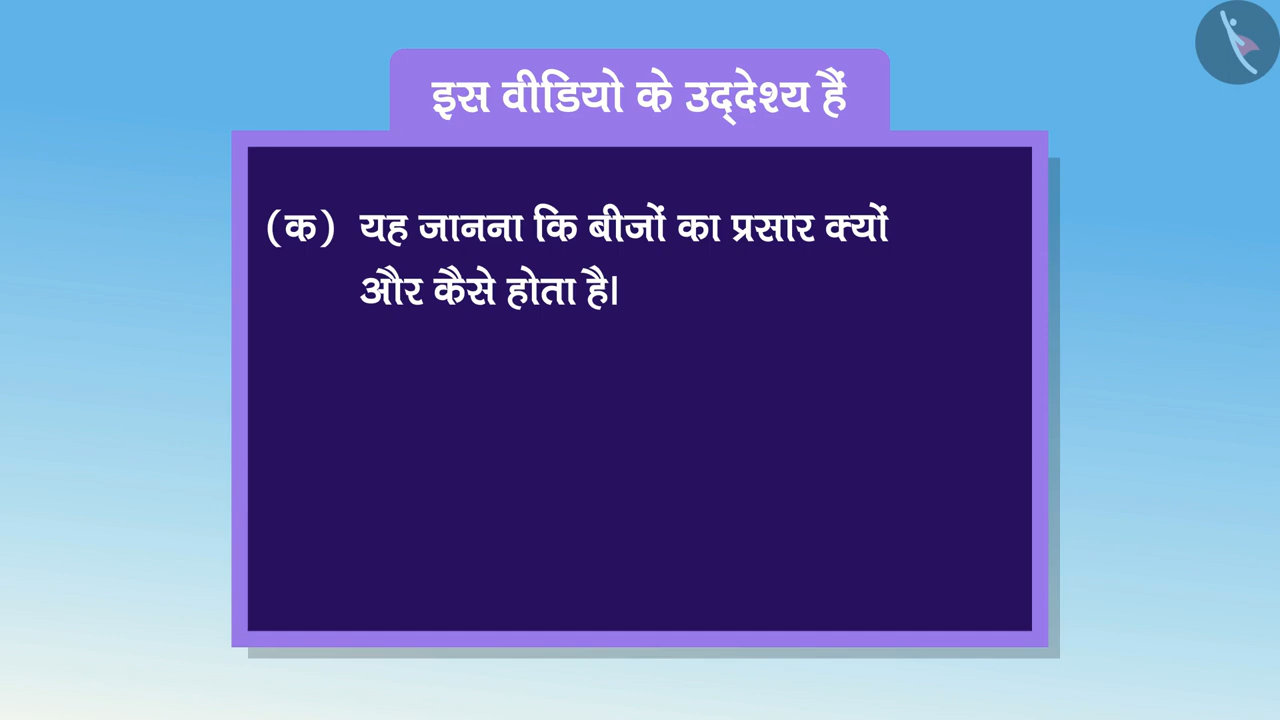 इस वीडियो के उद्‌देश्य हैं
(क) यह जानना कि बीजों का प्रसार क्यों
और कैसे होता है।